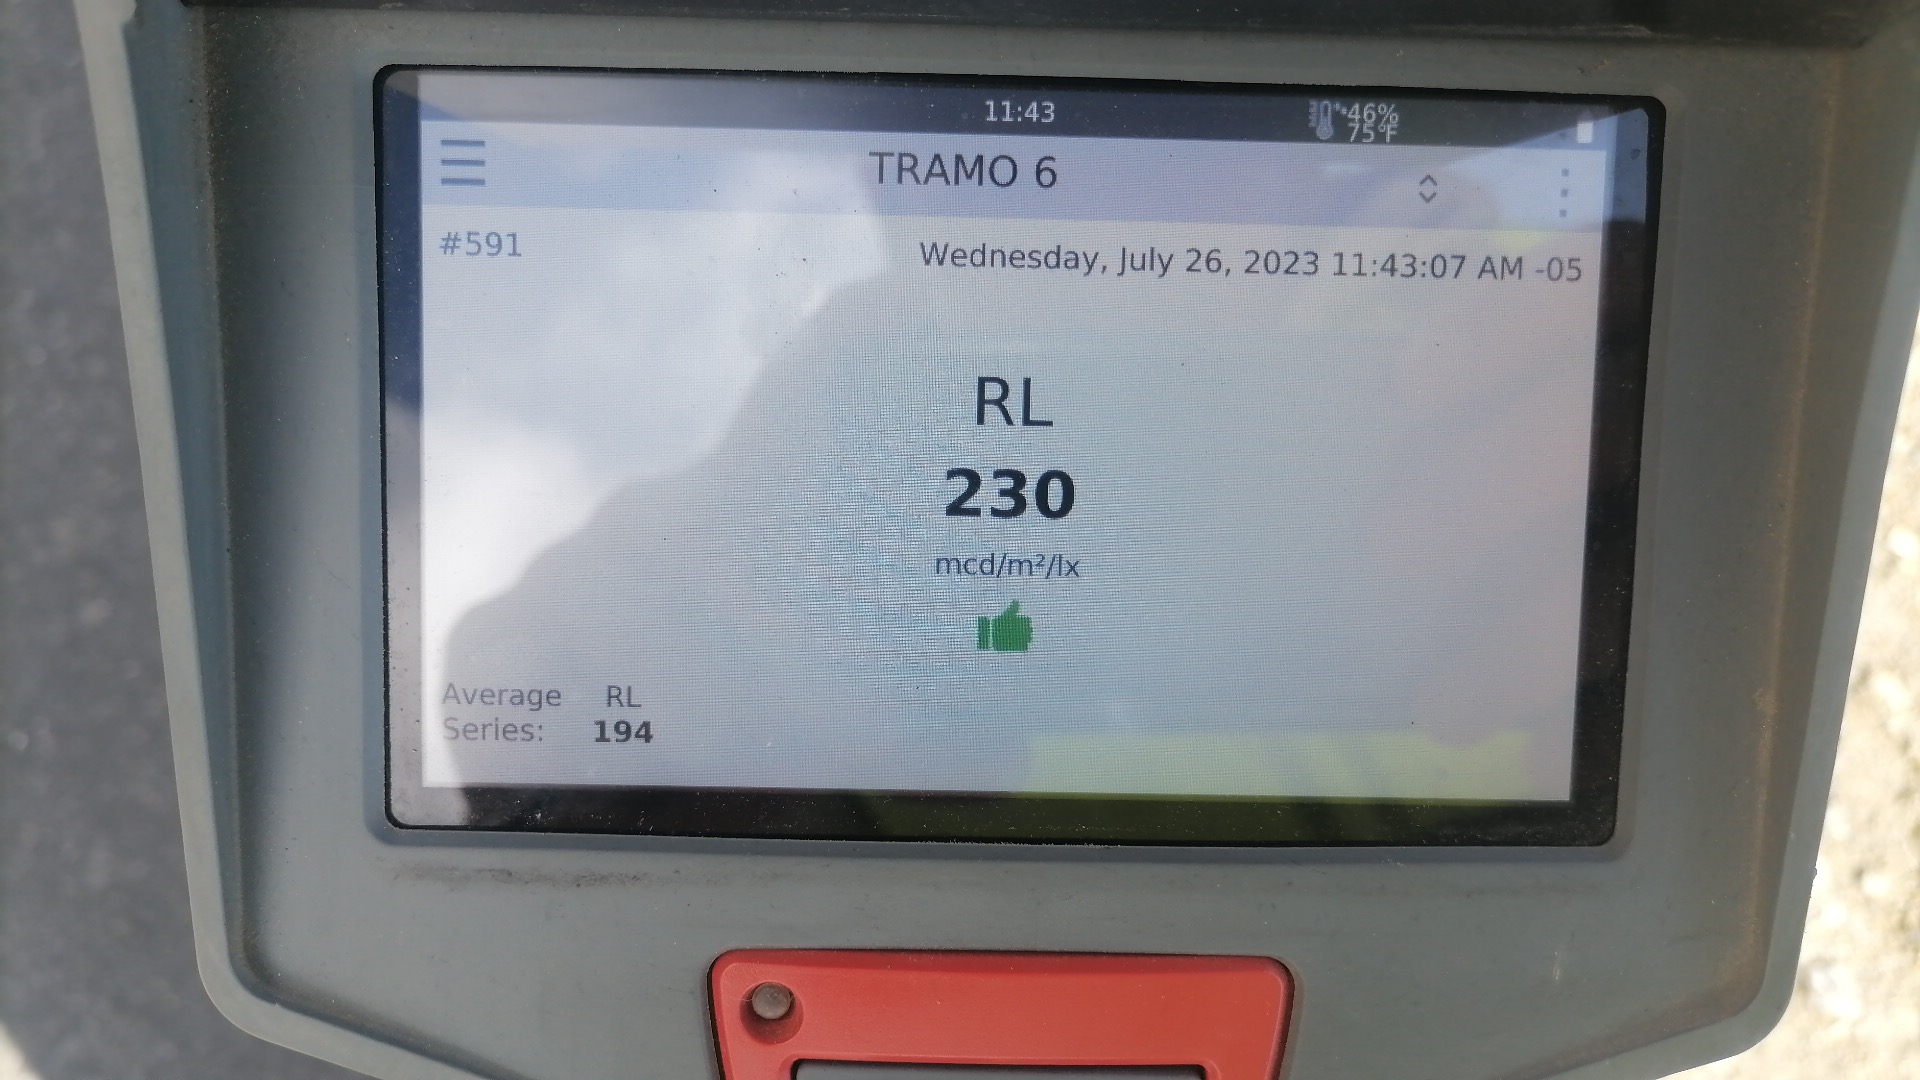 11:43
46%
75°F
TRAMO 6
#591
Wednesday, July 26, 2023 11:43:07 AM -05
RL
230
mcd/m²/lx
Average RL
Series: 194